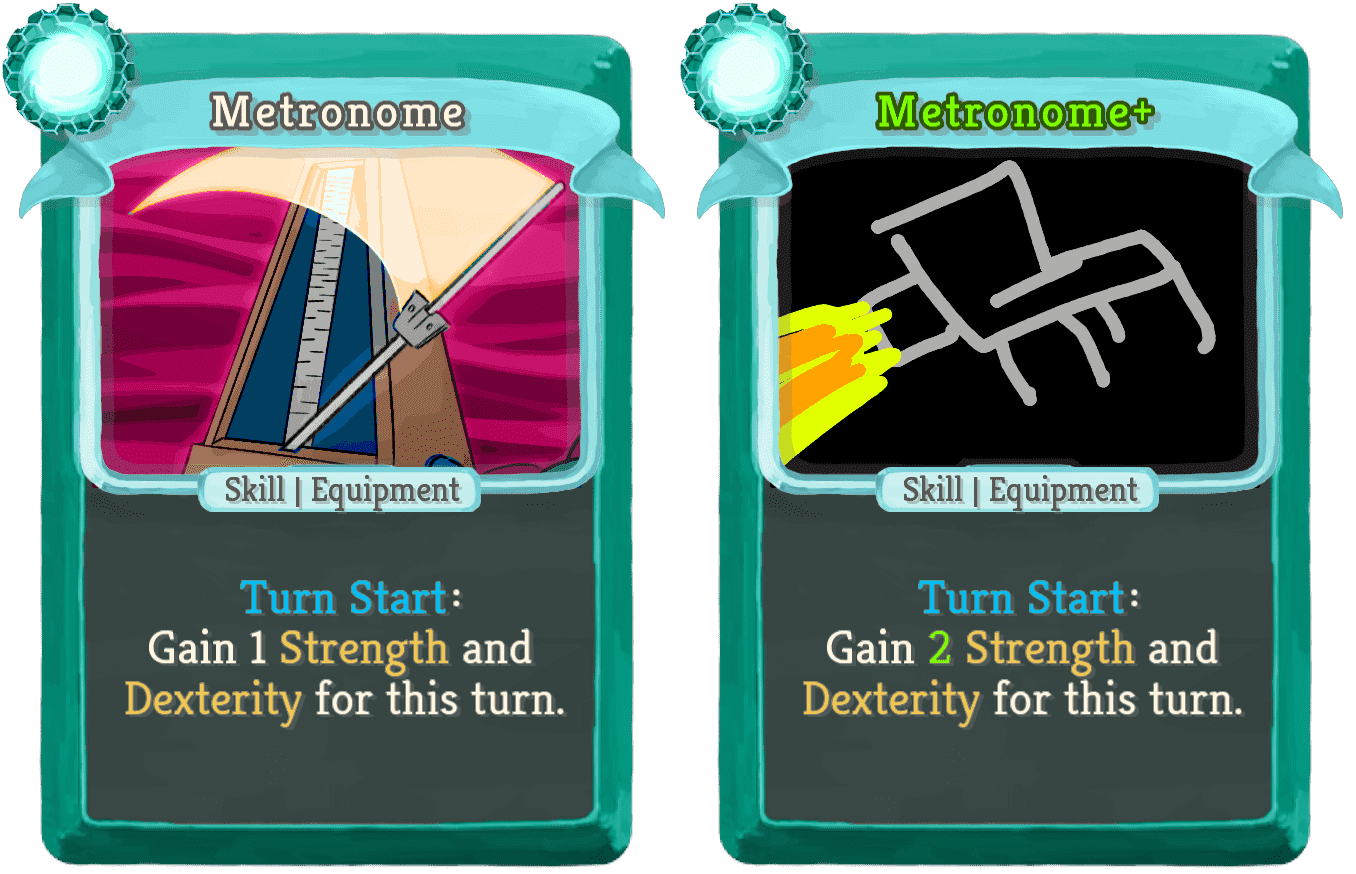 Metronome
Skill | Equipment
Turn Start:
Gain 1 Strength and
Dexterity for this turn.
Metronome+
Skill | Equipment
Turn Start:
Gain 2 Strength and
Dexterity for this turn.